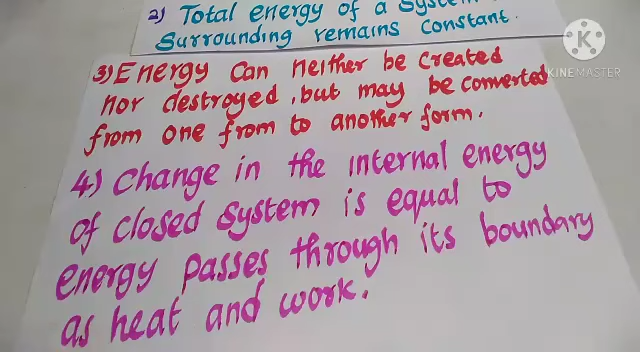 2) Total energy of a System
Surrounding remains constant.
3) Energy can neither be created
nor destroyed, but may be converted
from one from to another form.
4) Change in the internal energy
of closed system is equal to
energy passes through its boundary
as heat and work.
KINEMASTER